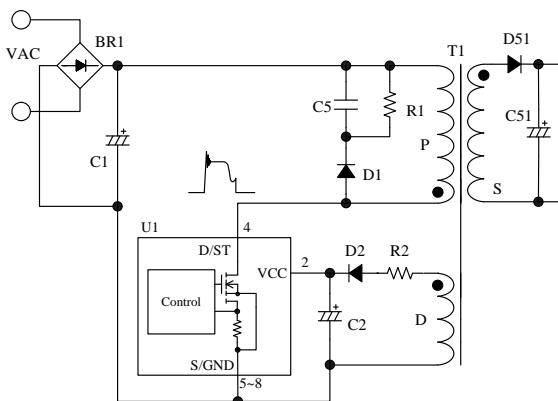 VAC
BR1
T1
D51
C5
R1
C51
C1
P
D1
S
U1
4
D/ST
D2
R2
2
VCC
Control
C2
D
S/GND
5~8